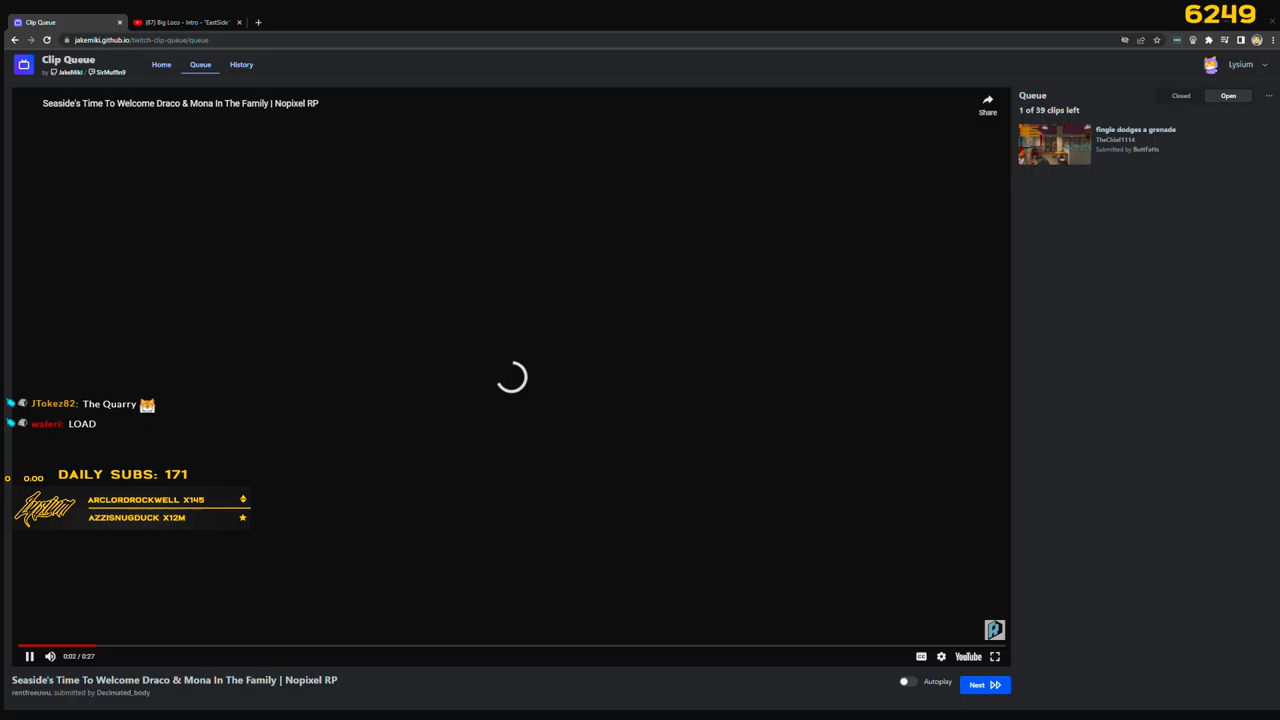 6249
Clip Queue
(87) Big Loco - Intro - "EastSide"
jakemiki.github.io/twitch-clip-queue/queue
Clip Queue
by JakeMiki / SirMuffin9
Home
Queue
History
Lysium
Seaside's Time To Welcome Draco & Mona In The Family | Nopixel RP
Share
Queue
Closed
Open
1 of 39 clips left
fingle dodges a grenade
TheChief1114
Submitted by ButtFatts
JTokez82: The Quarry
waleri: LOAD
0
0:00
DAILY SUBS: 171
ARCLORDROCKWELL X145
AZZISNUGDUCK X12M
0:02 / 0:27
YouTube
Seaside's Time To Welcome Draco & Mona In The Family | Nopixel RP
rentfreeuwu, submitted by Decimated_body
Autoplay
Next